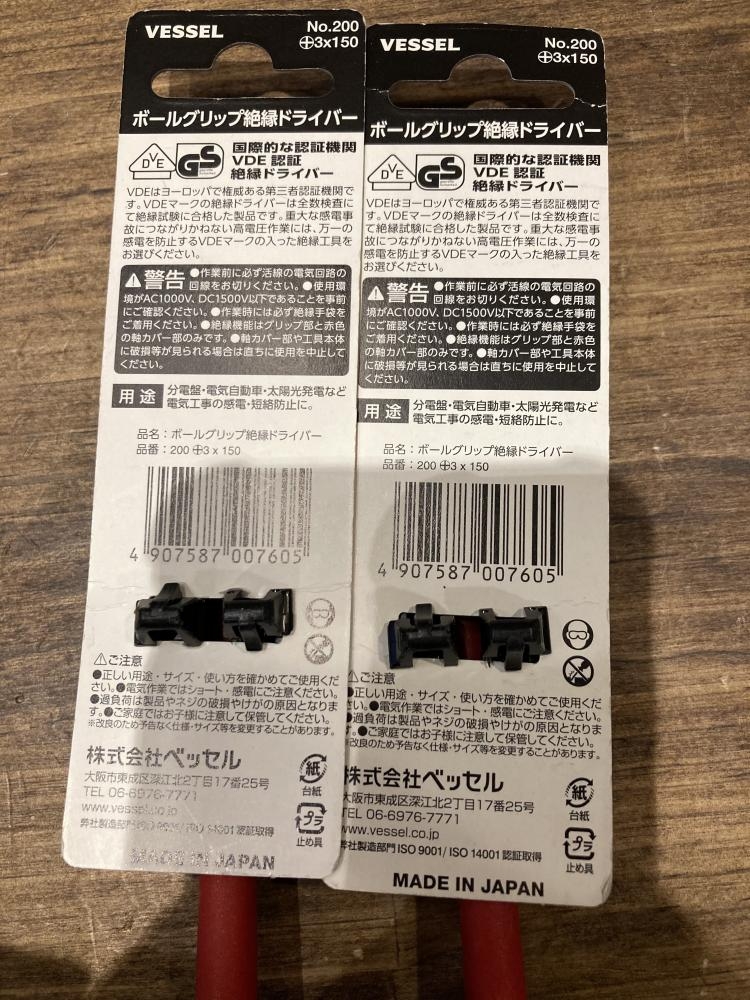 VESSEL
No.200
⊕3x150
ボールグリップ絶縁ドライバー
DVE
GS
国際的な認証機関
VDE 認証
絶縁ドライバー
VDEはヨーロッパで権威ある第三者認証機関で
す。VDEマークの絶縁ドライバーは全数検査に
て絶縁試験に合格した製品です。重大な感電事
故につながりかねない高電圧作業には、万一の
感電を防止するVDEマークの入った絶縁工具を
お選びください。
警告
●作業前に必ず活線の電気回路の
回線をお切りください。●使用環
境がAC1000V、DC1500V以下であることを事前
にご確認ください。●作業時には必ず絶縁手袋を
ご着用ください。●絶縁機能はグリップ部と赤色
の軸カバー部のみです。●軸カバー部や工具本体
に破損等が見られる場合は直ちに使用を中止して
ください。
用途
分電盤・電気自動車・太陽光発電など
電気工事の感電・短絡防止に。
品名：ボールグリップ絶縁ドライバー
品番：200 ⊕3 x 150
4 907587 007605
⚠ご注意
●正しい用途・サイズ・使い方を確かめてご使用くだ
さい。●電気作業ではショート・感電にご注意ください。
●過負荷は製品やネジの破損やけがの原因となりま
す。●ご家庭ではお子様に注意して保管してください。
※改良のため予告なく仕様・サイズ等を変更することがあります。
株式会社ベッセル
大阪市東成区深江北2丁目17番25号
TEL 06-6976-7771
www.vessel.co.jp
弊社製造部門 ISO 9001/ ISO 14001 認証取得
MADE IN JAPAN
紙
台紙
プラ
止め具
VESSEL
No.200
⊕3x150
ボールグリップ絶縁ドライバー
DVE
GS
国際的な認証機関
VDE 認証
絶縁ドライバー
VDEはヨーロッパで権威ある第三者認証機関で
す。VDEマークの絶縁ドライバーは全数検査に
て絶縁試験に合格した製品です。重大な感電事
故につながりかねない高電圧作業には、万一の
感電を防止するVDEマークの入った絶縁工具を
お選びください。
警告
●作業前に必ず活線の電気回路の
回線をお切りください。●使用環
境がAC1000V、DC1500V以下であることを事前
にご確認ください。●作業時には必ず絶縁手袋を
ご着用ください。●絶縁機能はグリップ部と赤色
の軸カバー部のみです。●軸カバー部や工具本体
に破損等が見られる場合は直ちに使用を中止して
ください。
用途
分電盤・電気自動車・太陽光発電など
電気工事の感電・短絡防止に。
品名：ボールグリップ絶縁ドライバー
品番：200 ⊕3 x 150
4 907587 007605
⚠ご注意
●正しい用途・サイズ・使い方を確かめてご使用くだ
さい。●電気作業ではショート・感電にご注意ください。
●過負荷は製品やネジの破損やけがの原因となりま
す。●ご家庭ではお子様に注意して保管してください。
※改良のため予告なく仕様・サイズ等を変更することがあります。
株式会社ベッセル
大阪市東成区深江北2丁目17番25号
TEL 06-6976-7771
www.vessel.co.jp
弊社製造部門 ISO 9001/ ISO 14001 認証取得
MADE IN JAPAN
紙
台紙
プラ
止め具